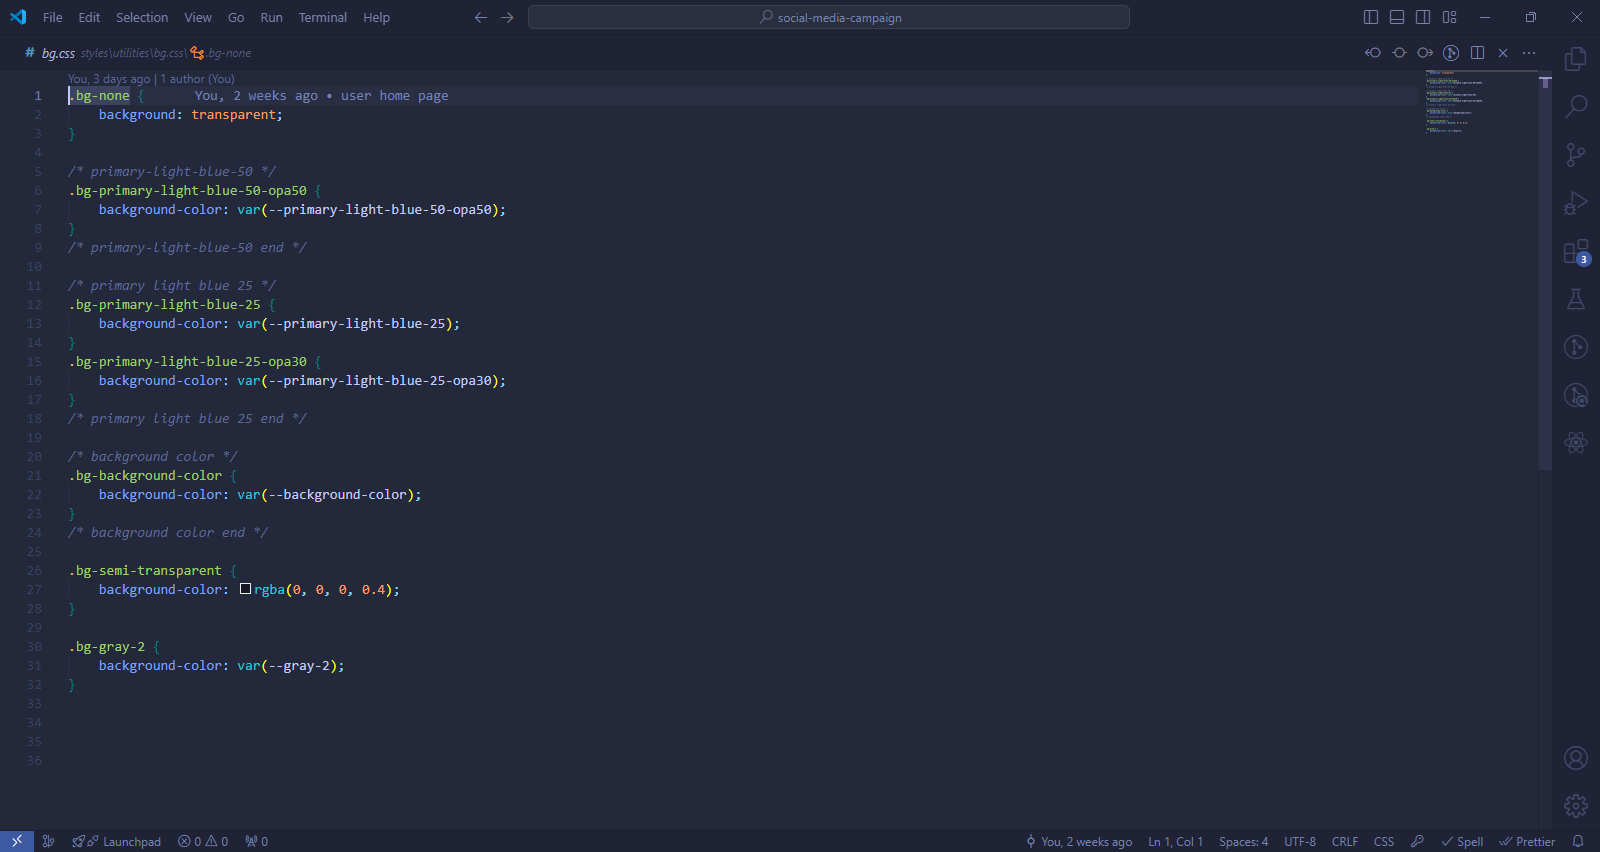 File Edit Selection View Go Run Terminal Help social-media-campaign
# bg.css styles\utilities\bg.css\ .bg-none
You, 3 days ago | 1 author (You)
1 .bg-none { You, 2 weeks ago • user home page
2 background: transparent;
3 }
4
5 /* primary-light-blue-50 */
6 .bg-primary-light-blue-50-opa50 {
7 background-color: var(--primary-light-blue-50-opa50);
8 }
9 /* primary-light-blue-50 end */
10
11 /* primary light blue 25 */
12 .bg-primary-light-blue-25 {
13 background-color: var(--primary-light-blue-25);
14 }
15 .bg-primary-light-blue-25-opa30 {
16 background-color: var(--primary-light-blue-25-opa30);
17 }
18 /* primary light blue 25 end */
19
20 /* background color */
21 .bg-background-color {
22 background-color: var(--background-color);
23 }
24 /* background color end */
25
26 .bg-semi-transparent {
27 background-color: rgba(0, 0, 0, 0.4);
28 }
29
30 .bg-gray-2 {
31 background-color: var(--gray-2);
32 }
33
34
35
36
3
Launchpad 0 0 0 You, 2 weeks ago Ln 1, Col 1 Spaces: 4 UTF-8 CRLF CSS Spell Prettier